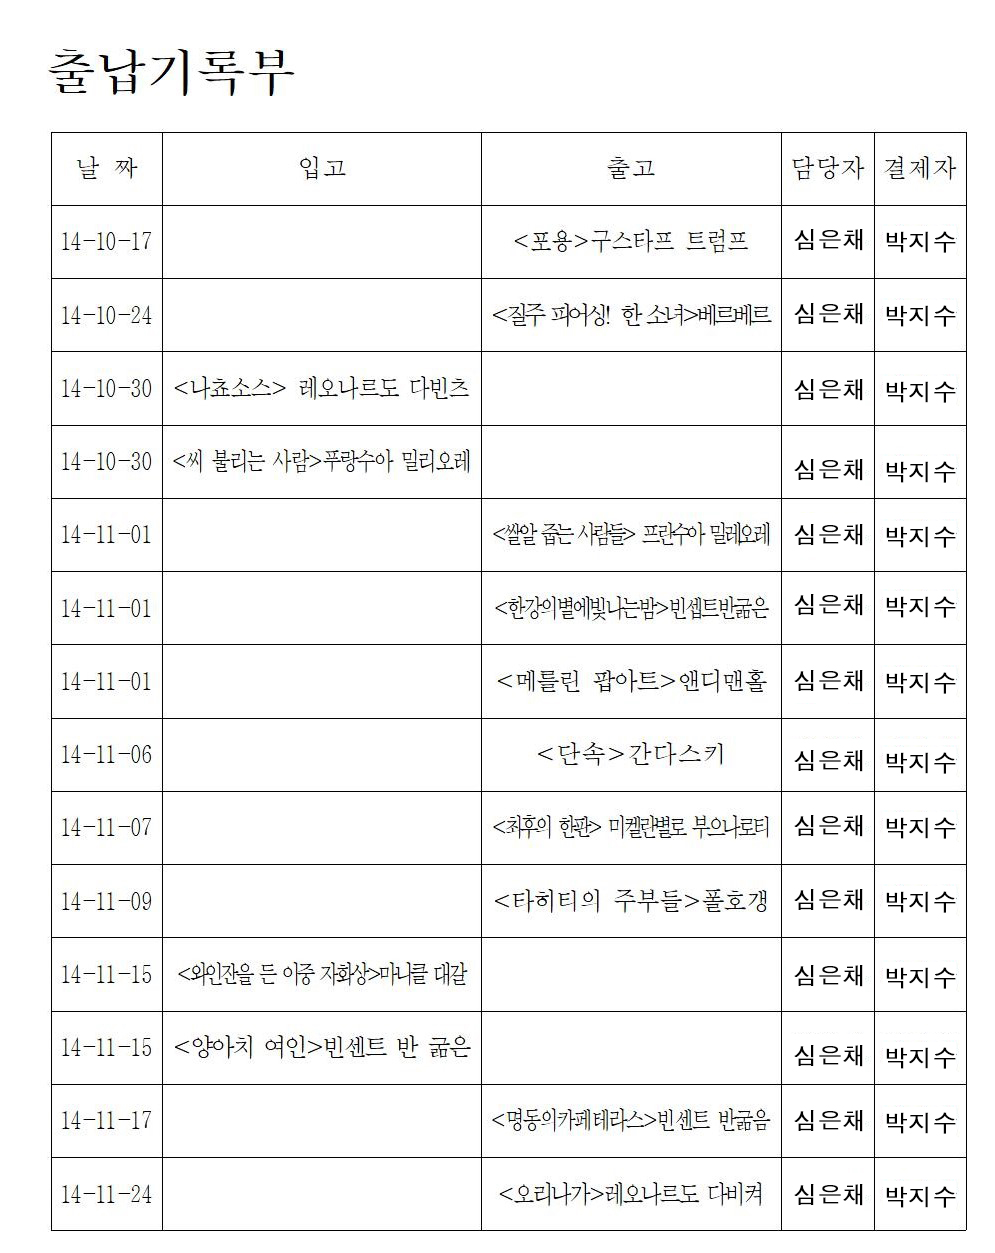 출납기록부
날 짜 입고 출고 담당자 결제자
14-10-17 <포용>구스타프 트럼프 심은채 박지수
14-10-24 <질주 피어싱! 한 소녀>베르베르 심은채 박지수
14-10-30 <나쵸소스> 레오나르도 다빈츠 심은채 박지수
14-10-30 <씨 불리는 사람>푸랑수아 밀리오레 심은채 박지수
14-11-01 <쌀알 줍는 사람들> 프란수아 밀레오레 심은채 박지수
14-11-01 <한강의별에빛나는밤>빈셉트반굶은 심은채 박지수
14-11-01 <메를린 팝아트>앤디맨홀 심은채 박지수
14-11-06 <단속>간다스키 심은채 박지수
14-11-07 <최후의 한판> 미켈란별로 부으나로티 심은채 박지수
14-11-09 <타히티의 주부들>폴호갱 심은채 박지수
14-11-15 <와인잔을 든 이중 자화상>마니를 대갈 심은채 박지수
14-11-15 <양아치 여인>빈센트 반 굶은 심은채 박지수
14-11-17 <명동의카페테라스>빈센트 반굶음 심은채 박지수
14-11-24 <오리나가>레오나르도 다비켜 심은채 박지수